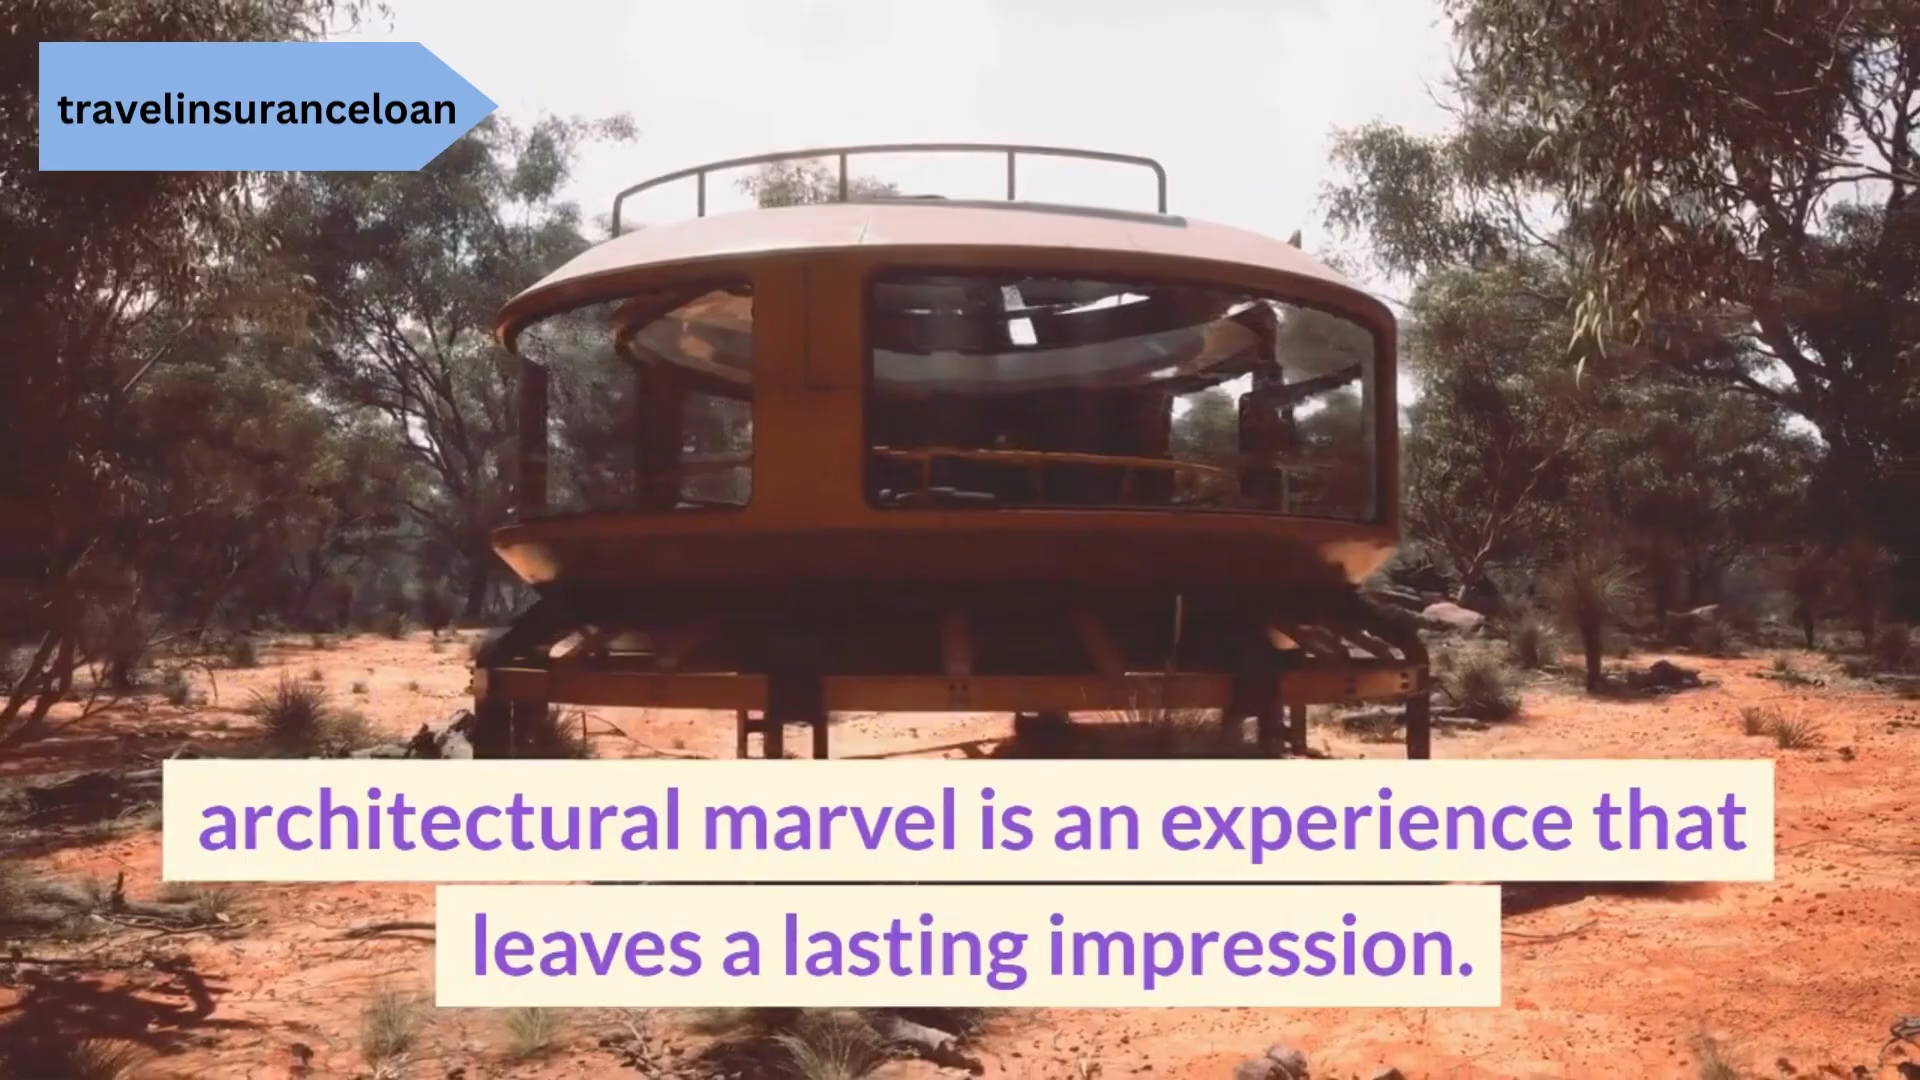 travelinsuranceloan
architectural marvel is an experience that
leaves a lasting impression.